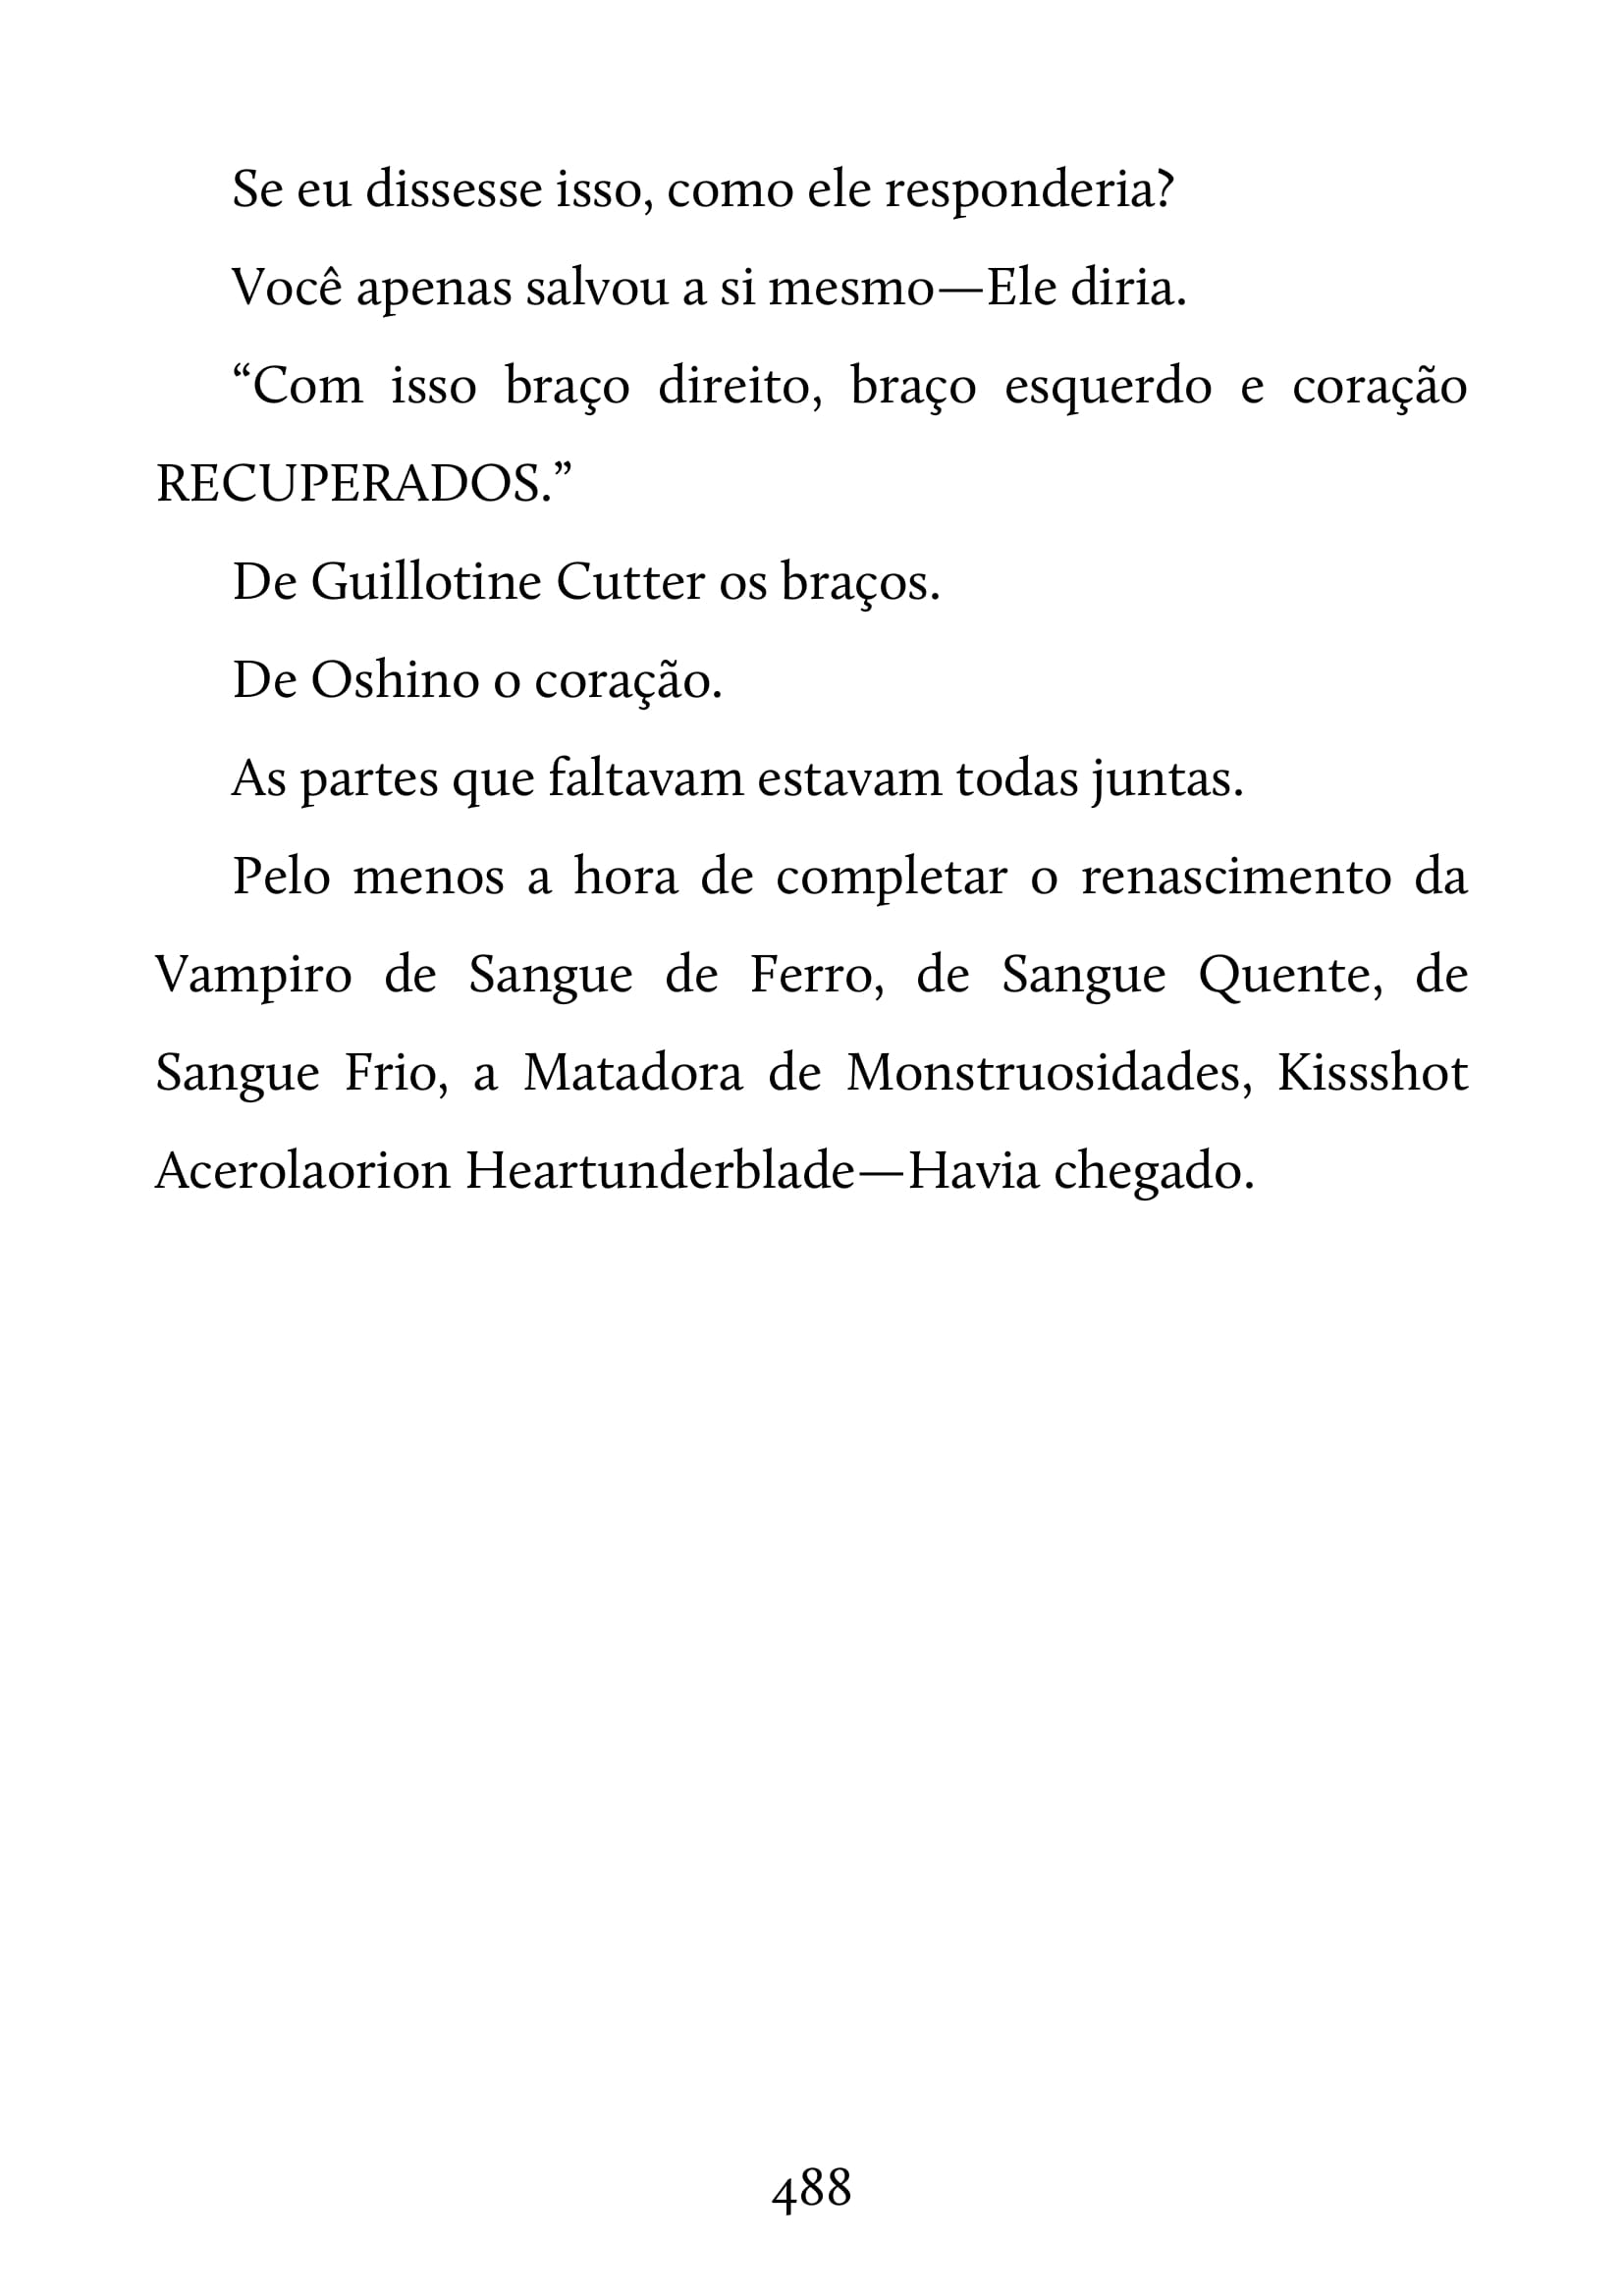 Se eu dissesse isso, como ele responderia?
Você apenas salvou a si mesmo—Ele diria.
“Com isso braço direito, braço esquerdo e coração
RECUPERADOS.”
De Guillotine Cutter os braços.
De Oshino o coração.
As partes que faltavam estavam todas juntas.
Pelo menos a hora de completar o renascimento da
Vampiro de Sangue de Ferro, de Sangue Quente, de
Sangue Frio, a Matadora de Monstruosidades, Kissshot
Acerolaorion Heartunderblade—Havia chegado.
488